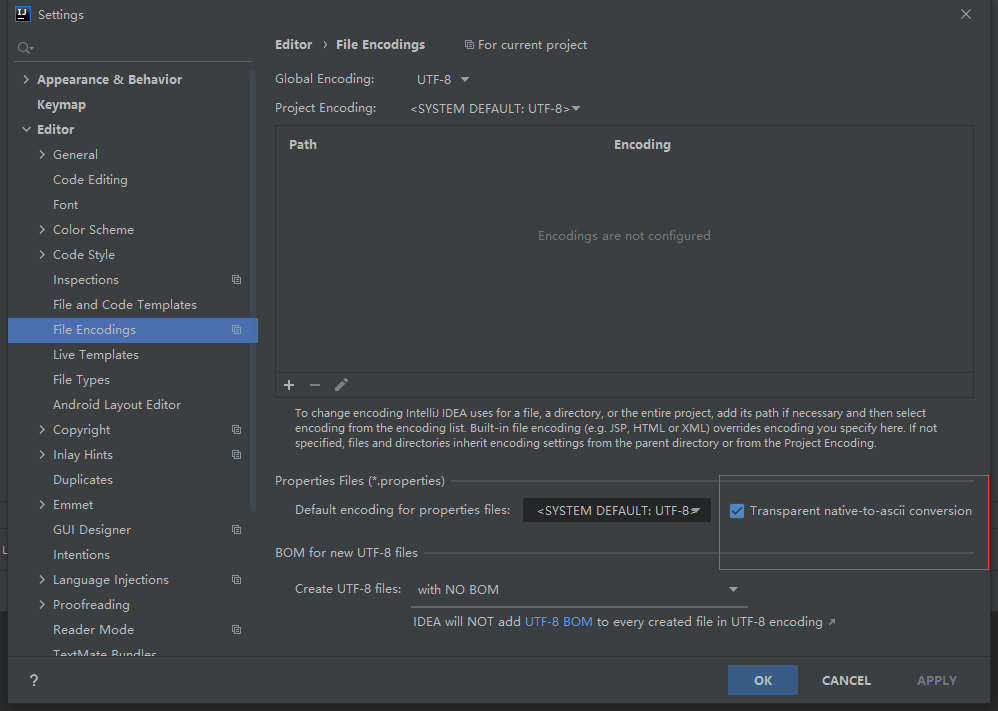 Settings
Appearance & Behavior
Keymap
Editor
General
Code Editing
Font
Color Scheme
Code Style
Inspections
File and Code Templates
File Encodings
Live Templates
File Types
Android Layout Editor
Copyright
Inlay Hints
Duplicates
Emmet
GUI Designer
Intentions
Language Injections
Proofreading
Reader Mode
TextMate Bundles
Editor › File Encodings For current project
Global Encoding: UTF-8
Project Encoding: <SYSTEM DEFAULT: UTF-8>
Path Encoding
Encodings are not configured
To change encoding IntelliJ IDEA uses for a file, a directory, or the entire project, add its path if necessary and then select
encoding from the encoding list. Built-in file encoding (e.g. JSP, HTML or XML) overrides encoding you specify here. If not
specified, files and directories inherit encoding settings from the parent directory or from the Project Encoding.
Properties Files (*.properties)
Default encoding for properties files: <SYSTEM DEFAULT: UTF-8 Transparent native-to-ascii conversion
BOM for new UTF-8 files
Create UTF-8 files: with NO BOM
IDEA will NOT add UTF-8 BOM to every created file in UTF-8 encoding ↗
? OK CANCEL APPLY